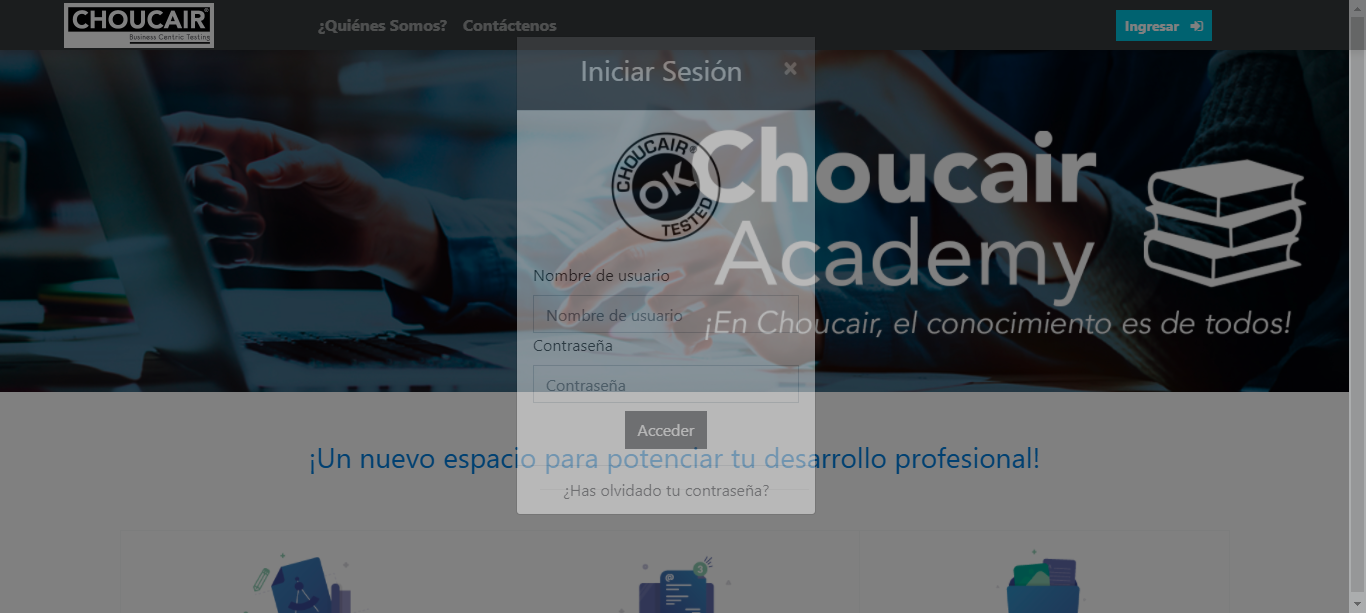 CHOUCAIR®
Business Centric Testing
¿Quiénes Somos? Contáctenos
Ingresar
Iniciar Sesión
×
CHOUCAIR®
OK
TESTED
Choucair
Academy
¡En Choucair, el conocimiento es de todos!
Nombre de usuario
Nombre de usuario
Contraseña
Contraseña
Acceder
¡Un nuevo espacio para potenciar tu desarrollo profesional!
¿Has olvidado tu contraseña?